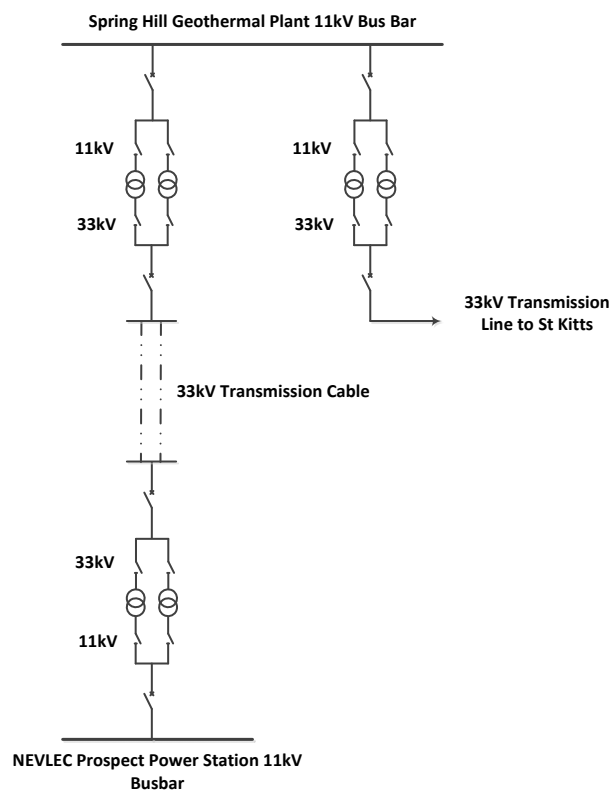 Spring Hill Geothermal Plant 11kV Bus Bar
11kV
11kV
33kV
33kV
33kV Transmission
Line to St Kitts
33kV Transmission Cable
33kV
11kV
NEVLEC Prospect Power Station 11kV
Busbar